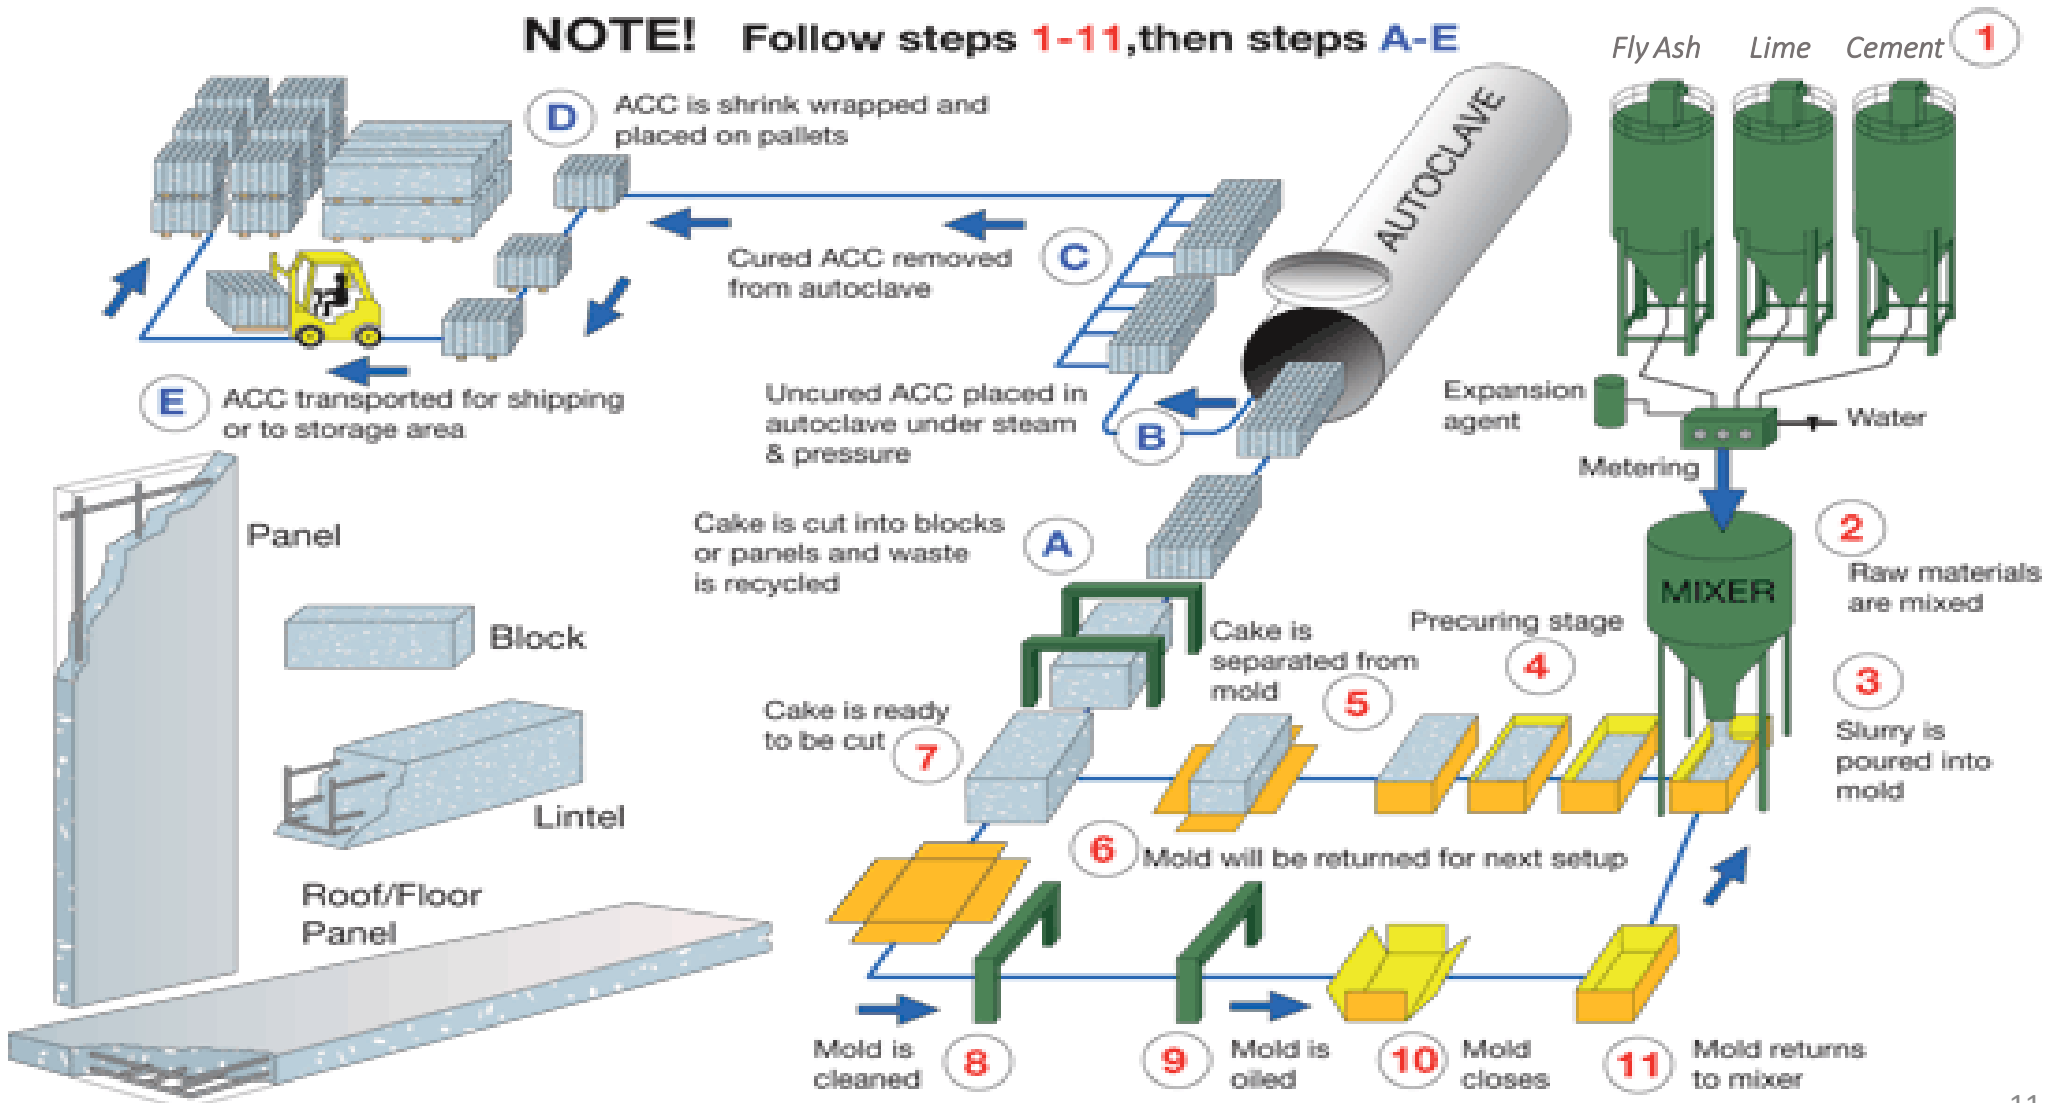 NOTE! Follow steps 1-11,then steps A-E
Fly Ash
Lime
Cement
1
D
ACC is shrink wrapped and
placed on pallets
AUTOCLAVE
Cured ACC removed
from autoclave
C
E
ACC transported for shipping
or to storage area
Uncured ACC placed in
autoclave under steam
& pressure
B
Expansion
agent
Water
Metering
Panel
Cake is cut into blocks
or panels and waste
is recycled
A
2
Raw materials
are mixed
MIXER
Block
Cake is
separated from
mold
5
Precuring stage
4
3
Slurry is
poured into
mold
Cake is ready
to be cut
7
Lintel
6
Mold will be returned for next setup
Roof/Floor
Panel
Mold is
cleaned
8
9
Mold is
oiled
10
Mold
closes
11
Mold returns
to mixer
11